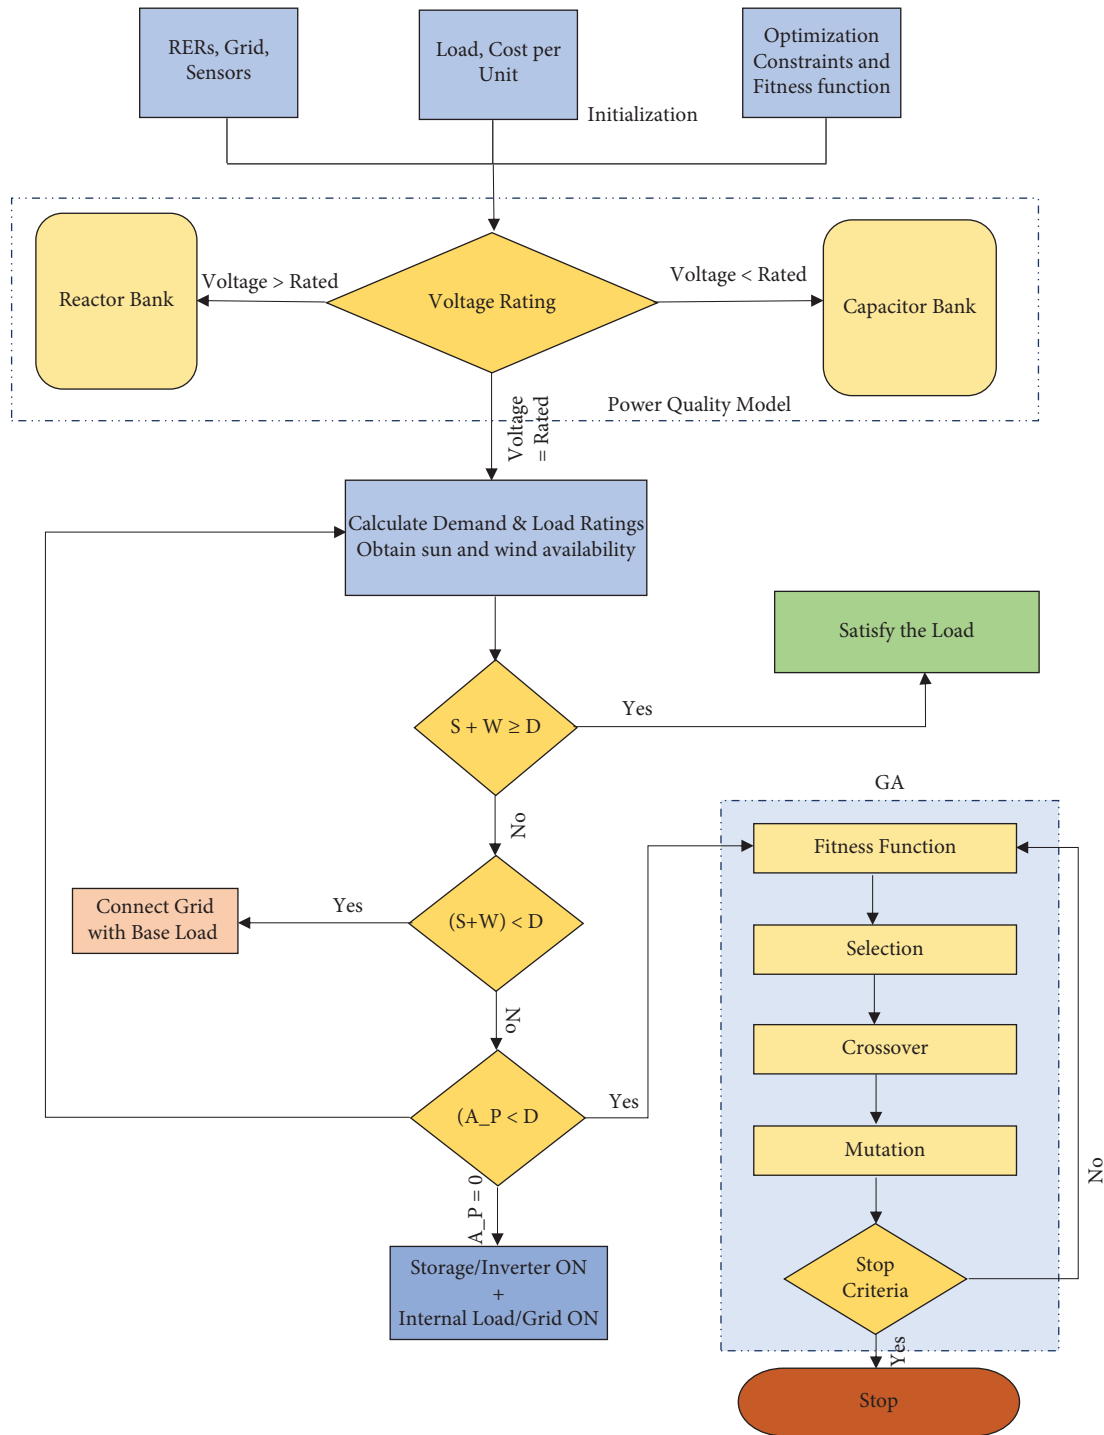 RERs, Grid,
Sensors
Load, Cost per
Unit
Optimization
Constraints and
Fitness function
Initialization
Reactor Bank
Voltage > Rated
Voltage Rating
Voltage < Rated
Capacitor Bank
Power Quality Model
Voltage
= Rated
Calculate Demand & Load Ratings
Obtain sun and wind availability
Satisfy the Load
S + W ≥ D
Yes
No
GA
Fitness Function
Connect Grid
with Base Load
Yes
(S+W) < D
Selection
No
Crossover
(A_P < D
Yes
Mutation
No
A_P = 0
Storage/Inverter ON
+
Internal Load/Grid ON
Stop
Criteria
Yes
Stop